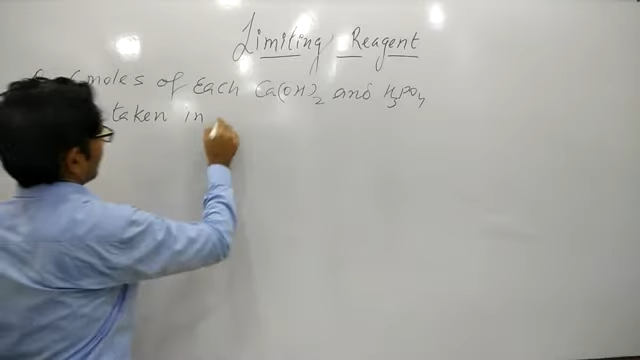 Limiting Reagent
moles of Each Ca(OH)2 and H3PO4
taken in